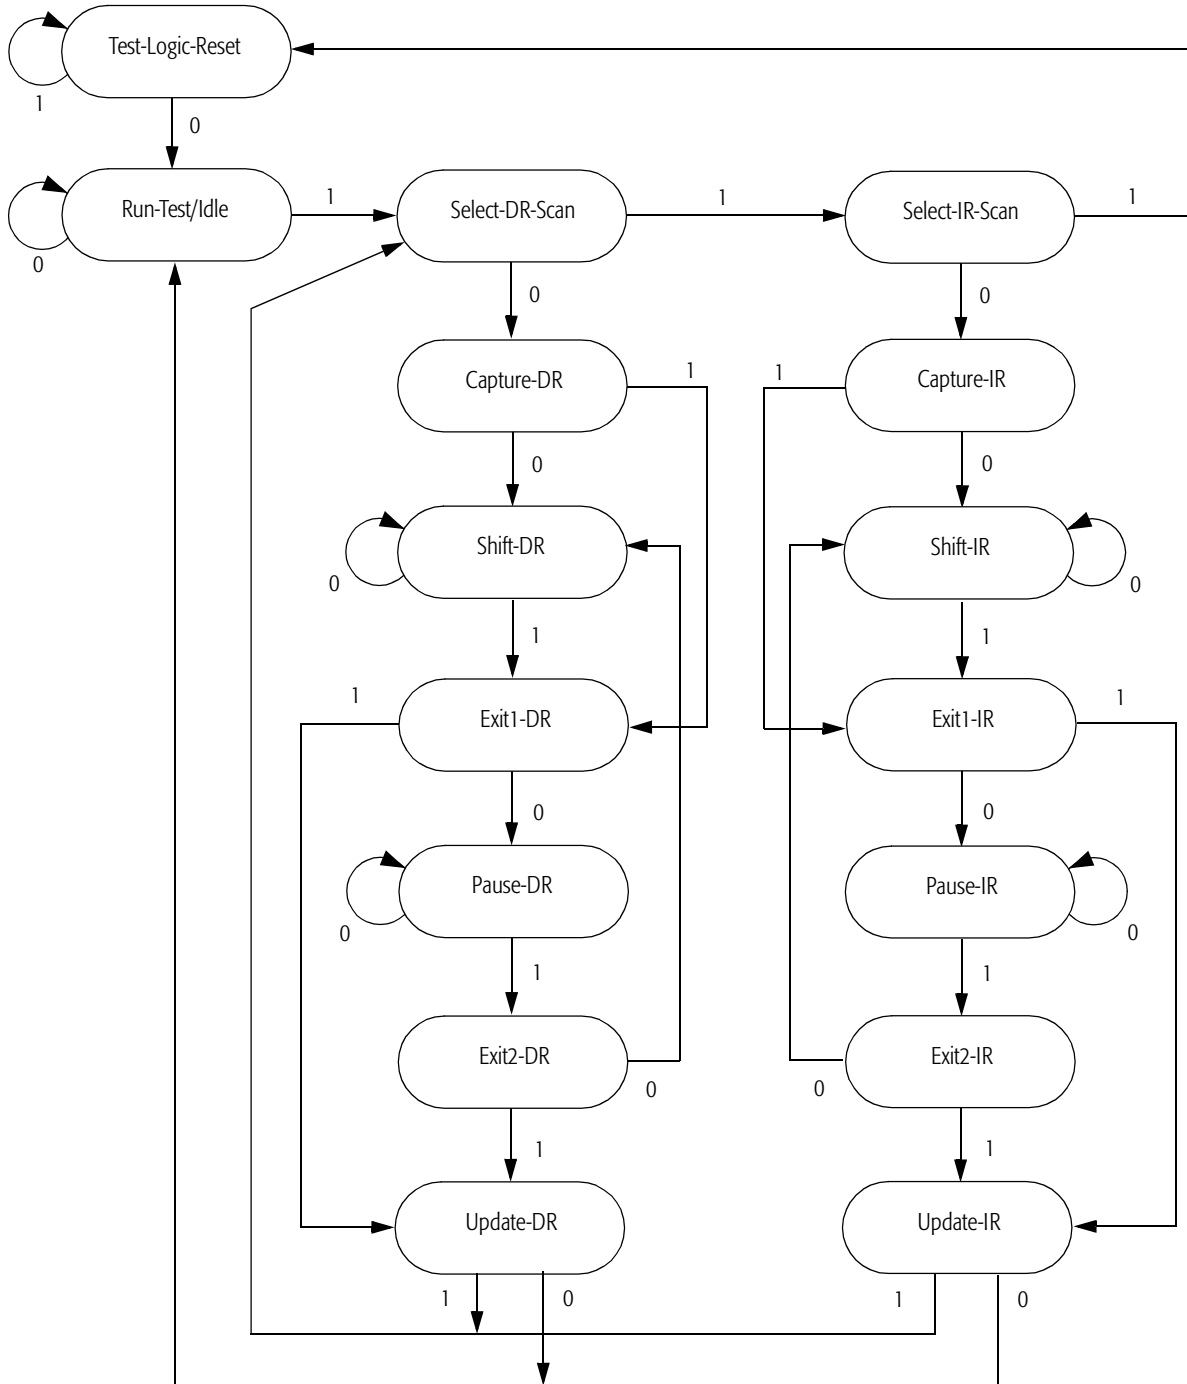 Test-Logic-Reset
1
0
Run-Test/Idle
0
1
Select-DR-Scan
1
Select-IR-Scan
1
0
0
Capture-DR
1
1
Capture-IR
0
0
Shift-DR
0
Shift-IR
0
1
1
1
Exit1-DR
Exit1-IR
1
0
0
Pause-DR
0
Pause-IR
0
1
1
Exit2-DR
0
Exit2-IR
0
1
1
Update-DR
Update-IR
1
0
1
0